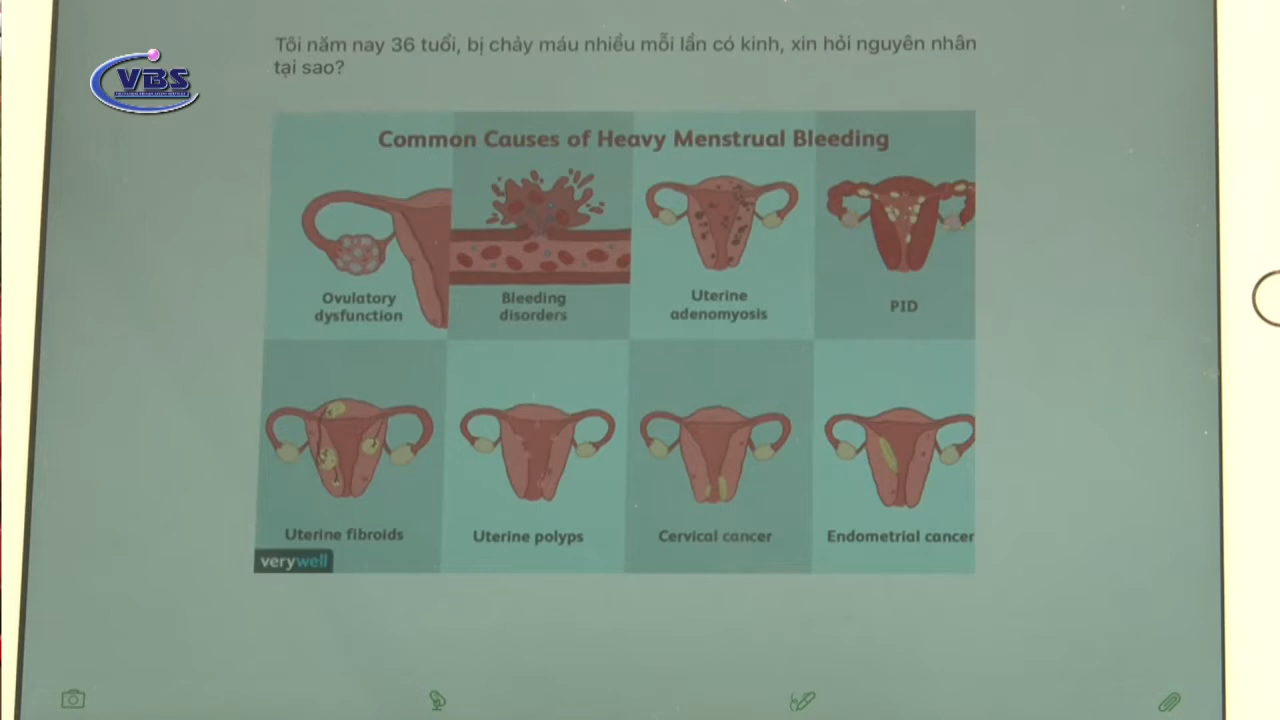 Tôi năm nay 36 tuổi, bị chảy máu nhiều mỗi lần có kinh, xin hỏi nguyên nhân
tại sao?
VBS
Common Causes of Heavy Menstrual Bleeding
Ovulatory
dysfunction
Bleeding
disorders
Uterine
adenomyosis
PID
Uterine fibroids
Uterine polyps
Cervical cancer
Endometrial cancer
verywell